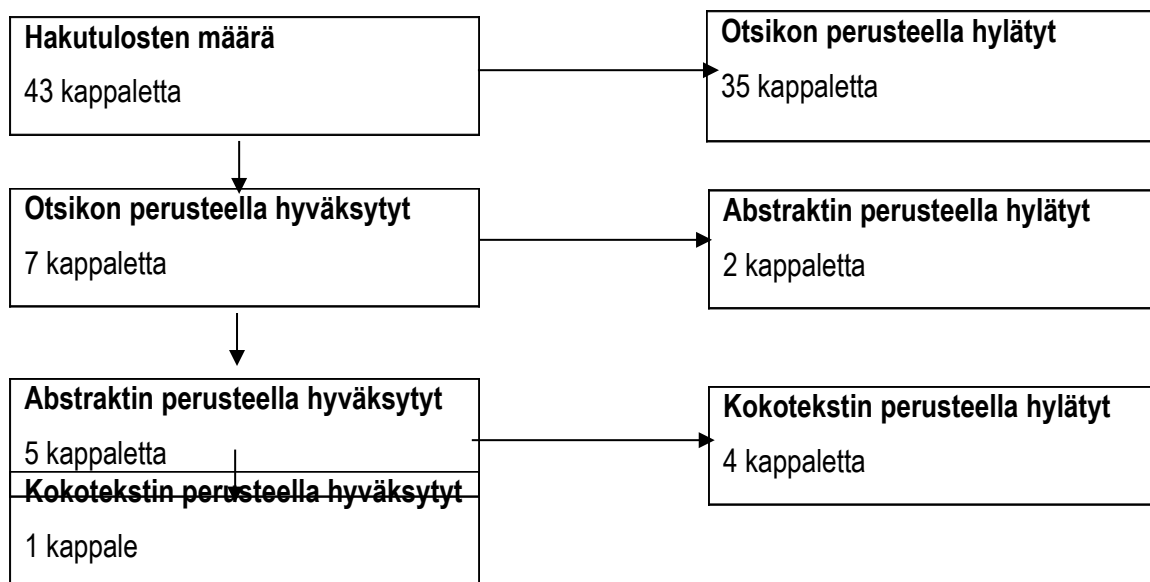 Hakutulosten määrä
43 kappaletta
Otsikon perusteella hylätyt
35 kappaletta
Otsikon perusteella hyväksytyt
7 kappaletta
Abstraktin perusteella hylätyt
2 kappaletta
Abstraktin perusteella hyväksytyt
5 kappaletta
Kokotekstin perusteella hylätyt
4 kappaletta
Kokotekstin perusteella hyväksytyt
1 kappale